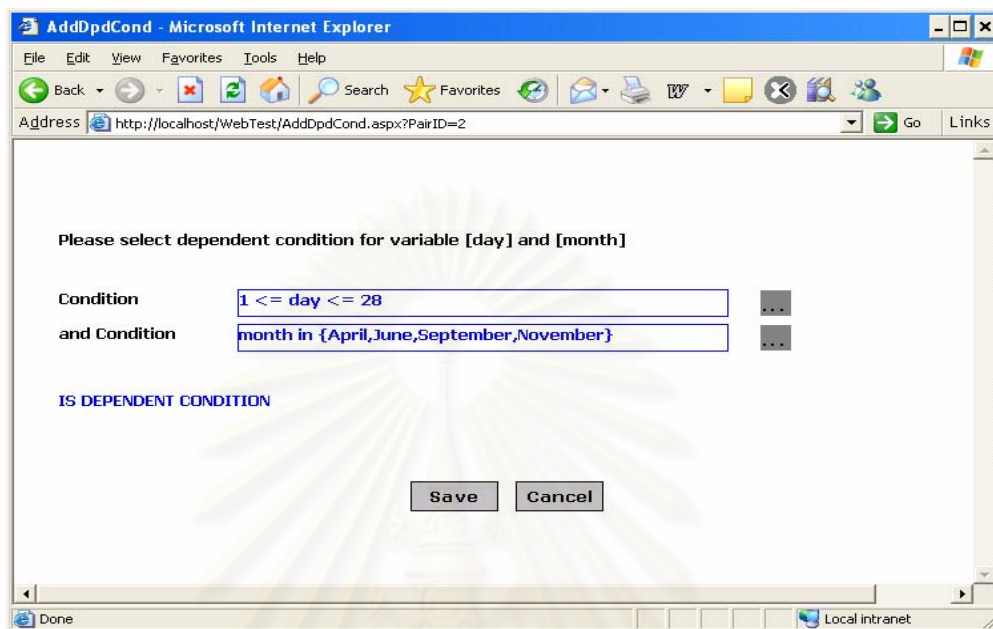 AddDpdCond - Microsoft Internet Explorer
File Edit View Favorites Tools Help
Back Search Favorites
Address http://localhost/WebTest/AddDpdCond.aspx?PairID=2 Go Links
Please select dependent condition for variable [day] and [month]
Condition 1 <= day <= 28 ...
and Condition month in {April,June,September,November} ...
IS DEPENDENT CONDITION
Save Cancel
Done Local intranet